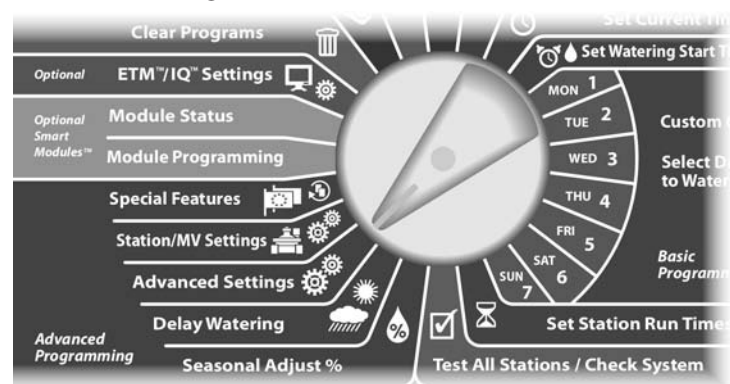 Clear Programs
Set Current
Optional
ETM™/IQ™ Settings
Set Watering Start
Optional
Smart
Modules™
Module Status
Module Programming
MON 1
TUE 2
WED 3
THU 4
FRI 5
SAT 6
SUN 7
Custom
Select
to Water
Special Features
Station/MV Settings
Advanced Settings
Delay Watering
%
Seasonal Adjust %
Advanced
Programming
Basic
Set Station Run Times
Test All Stations / Check System